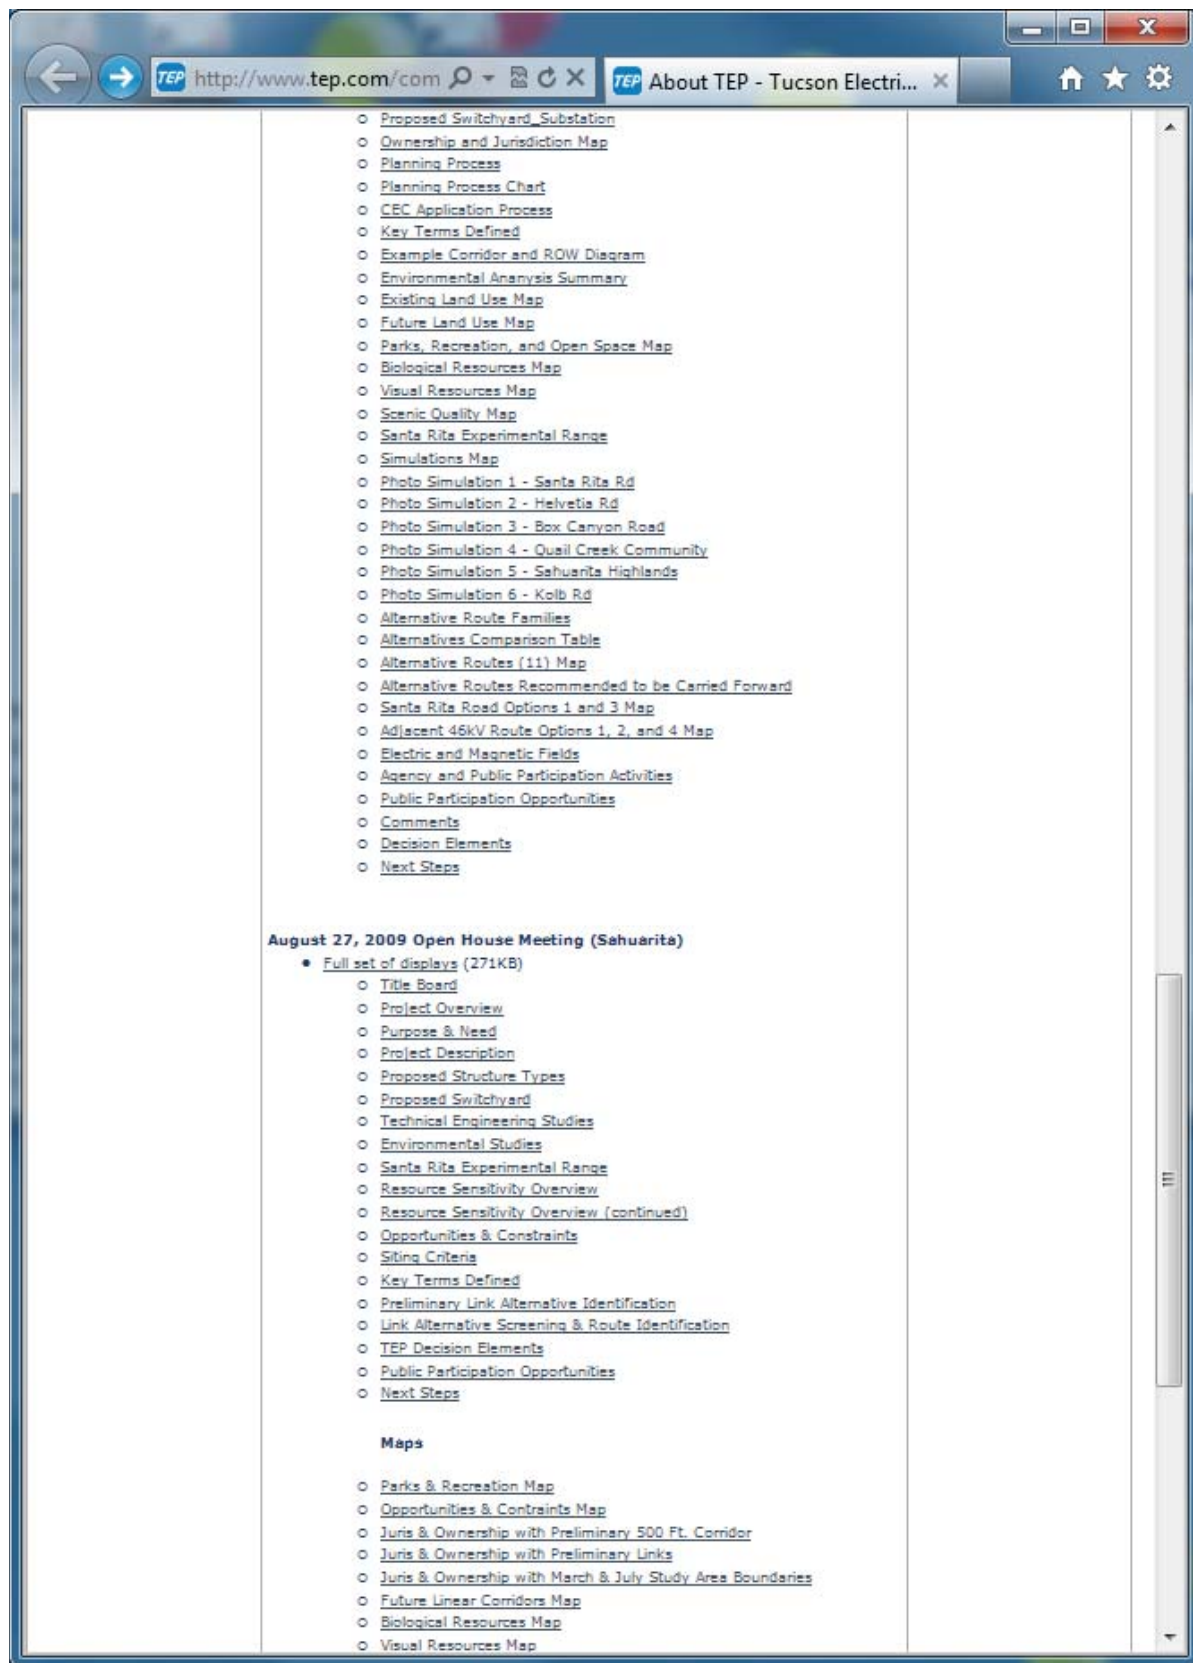 TEP http://www.tep.com/com
TEP About TEP - Tucson Electri...
Proposed Switchyard_Substation
Ownership and Jurisdiction Map
Planning Process
Planning Process Chart
CEC Application Process
Key Terms Defined
Example Corridor and ROW Diagram
Environmental Ananysis Summary
Existing Land Use Map
Future Land Use Map
Parks, Recreation, and Open Space Map
Biological Resources Map
Visual Resources Map
Scenic Quality Map
Santa Rita Experimental Range
Simulations Map
Photo Simulation 1 - Santa Rita Rd
Photo Simulation 2 - Helvetia Rd
Photo Simulation 3 - Box Canyon Road
Photo Simulation 4 - Quail Creek Community
Photo Simulation 5 - Sahuarita Highlands
Photo Simulation 6 - Kolb Rd
Alternative Route Families
Alternatives Comparison Table
Alternative Routes (11) Map
Alternative Routes Recommended to be Carried Forward
Santa Rita Road Options 1 and 3 Map
Adjacent 46kV Route Options 1, 2, and 4 Map
Electric and Magnetic Fields
Agency and Public Participation Activities
Public Participation Opportunities
Comments
Decision Elements
Next Steps
August 27, 2009 Open House Meeting (Sahuarita)
Full set of displays (271KB)
Title Board
Project Overview
Purpose & Need
Project Description
Proposed Structure Types
Proposed Switchyard
Technical Engineering Studies
Environmental Studies
Santa Rita Experimental Range
Resource Sensitivity Overview
Resource Sensitivity Overview (continued)
Opportunities & Constraints
Siting Criteria
Key Terms Defined
Preliminary Link Alternative Identification
Link Alternative Screening & Route Identification
TEP Decision Elements
Public Participation Opportunities
Next Steps
Maps
Parks & Recreation Map
Opportunities & Contraints Map
Juris & Ownership with Preliminary 500 Ft. Corridor
Juris & Ownership with Preliminary Links
Juris & Ownership with March & July Study Area Boundaries
Future Linear Corridors Map
Biological Resources Map
Visual Resources Map